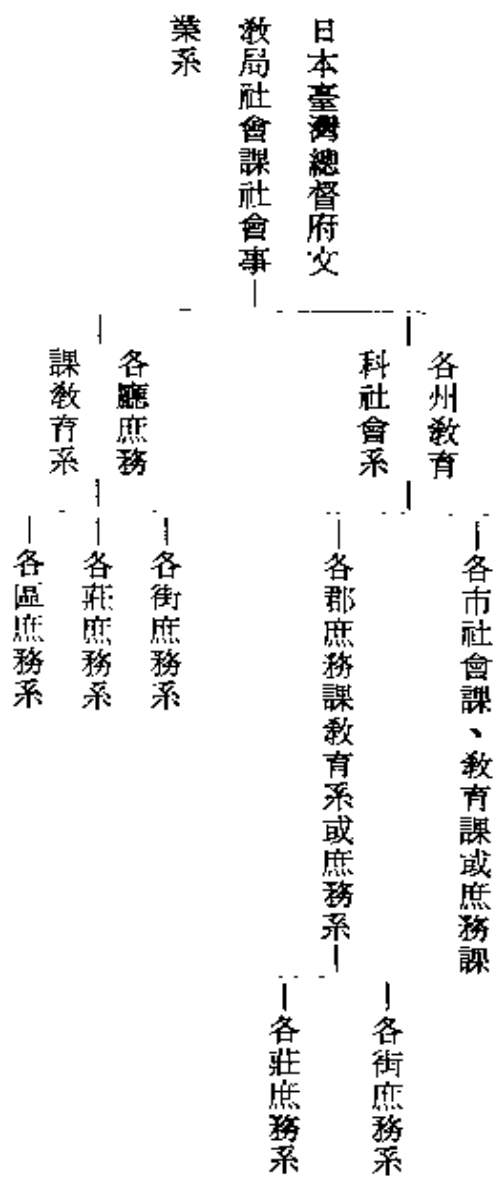 日本臺灣總督府文
教局社會課社會事
業系
各州教育
科社會系
各市社會課、教育課或庶務課
各郡庶務課教育系或庶務系
各街庶務系
各莊庶務系
各廳庶務
課教育系
各街庶務系
各莊庶務系
各區庶務系